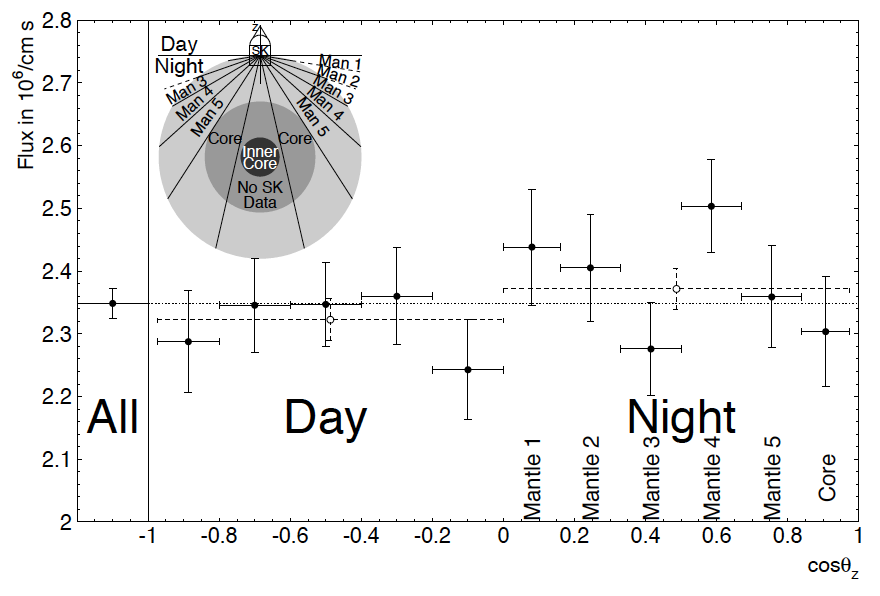 Flux in 10^6/cm s
2.8
2.7
2.6
2.5
2.4
2.3
2.2
2.1
2
z
SK
Day
Night
Man 1
Man 2
Man 3
Man 4
Man 5
Man 3
Man 4
Man 5
Core
Core
Inner
Core
No SK
Data
All
Day
Night
Mantle 1
Mantle 2
Mantle 3
Mantle 4
Mantle 5
Core
-1 -0.8 -0.6 -0.4 -0.2 0 0.2 0.4 0.6 0.8 1
cosθz